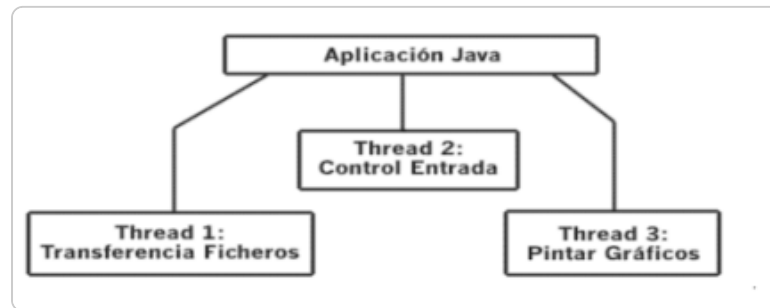 Aplicación Java
Thread 2:
Control Entrada
Thread 1:
Transferencia Ficheros
Thread 3:
Pintar Gráficos